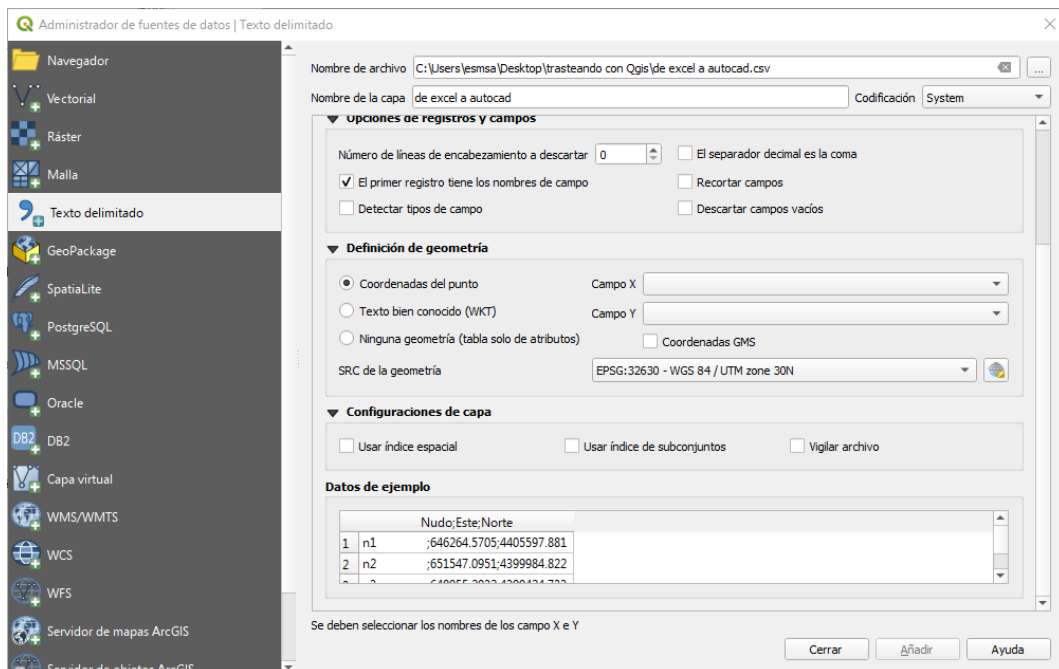 Administrador de fuentes de datos | Texto delimitado
Navegador
Vectorial
Ráster
Malla
Texto delimitado
GeoPackage
SpatiaLite
PostgreSQL
MSSQL
Oracle
DB2 DB2
Capa virtual
WMS/WMTS
WCS
WFS
Servidor de mapas ArcGIS
Servidor de objetos ArcGIS
Nombre de archivo C:\Users\esmsa\Desktop\trasteando con Qgis\de excel a autocad.csv ...
Nombre de la capa de excel a autocad Codificación System
Opciones de registros y campos
Número de líneas de encabezamiento a descartar 0 El separador decimal es la coma
El primer registro tiene los nombres de campo Recortar campos
Detectar tipos de campo Descartar campos vacíos
Definición de geometría
Coordenadas del punto Campo X
Texto bien conocido (WKT) Campo Y
Ninguna geometría (tabla solo de atributos) Coordenadas GMS
SRC de la geometría EPSG:32630 - WGS 84 / UTM zone 30N
Configuraciones de capa
Usar índice espacial Usar índice de subconjuntos Vigilar archivo
Datos de ejemplo
Nudo;Este;Norte
1 n1 ;646264.5705;4405597.881
2 n2 ;651547.0951;4399984.822
Se deben seleccionar los nombres de los campo X e Y
Cerrar Añadir Ayuda